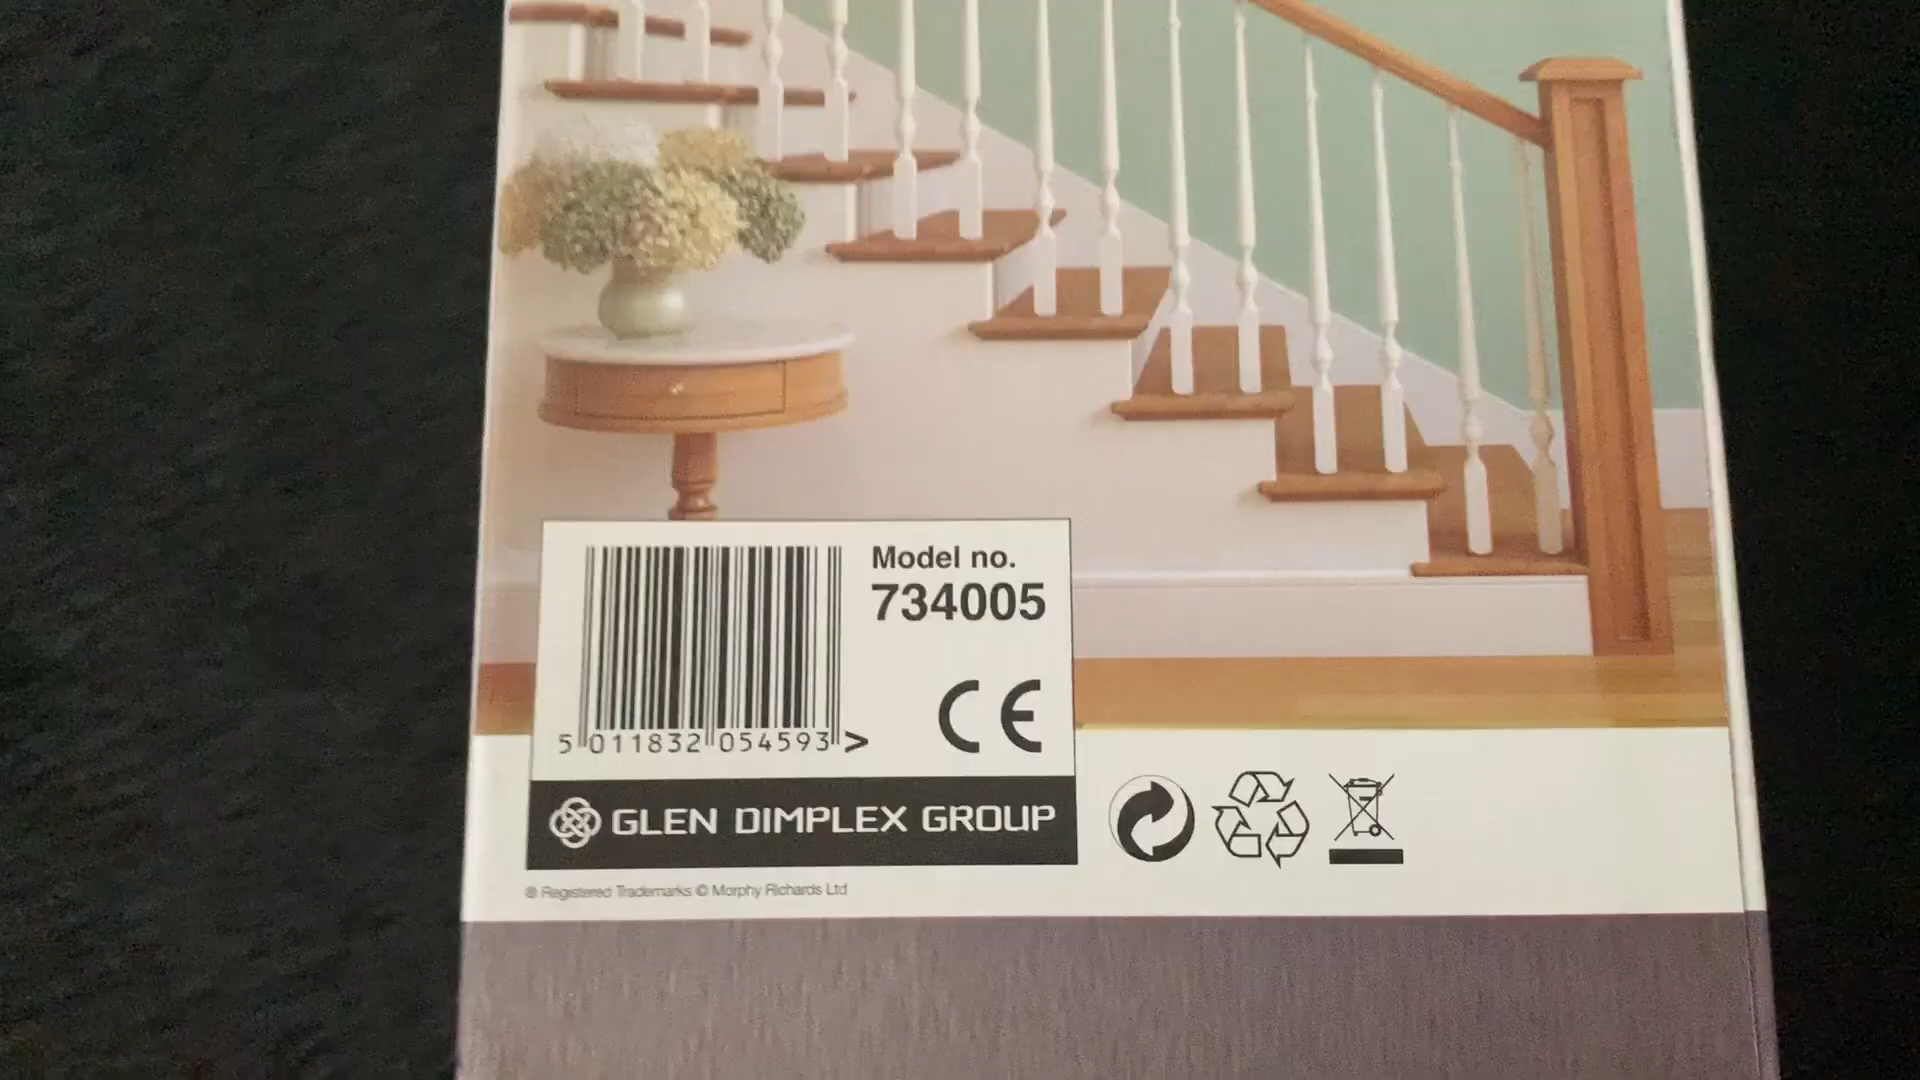 Model no.
734005
5 011832 054593 >
CE
GLEN DIMPLEX GROUP
® Registered Trademarks © Morphy Richards Ltd